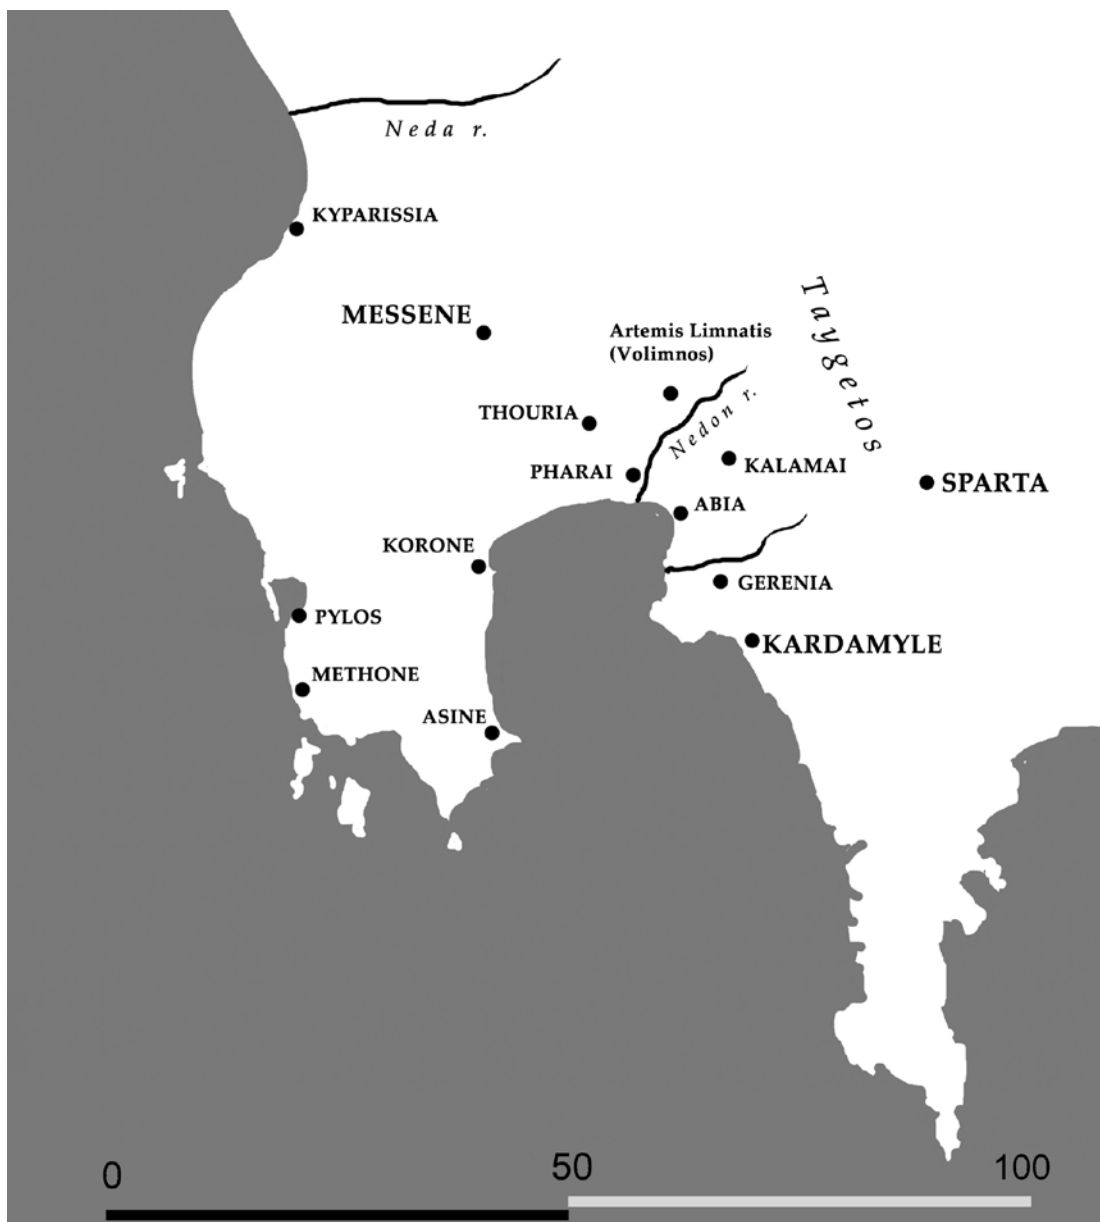 Neda r.
KYPARISSIA
Taygetos
MESSENE
Artemis Limnatis
(Volimnos)
Nedon r.
THOURIA
PHARAI
KALAMAI
SPARTA
ABIA
KORONE
GERENIA
PYLOS
KARDAMYLE
METHONE
ASINE
0 50 100